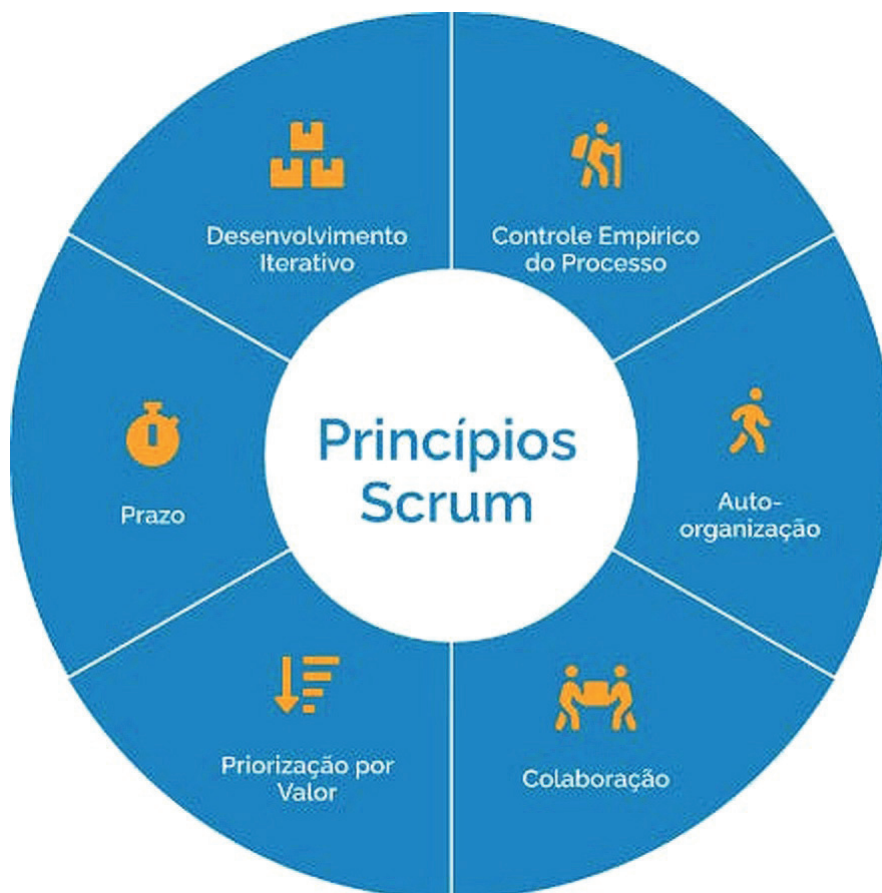 Desenvolvimento
Iterativo
Controle Empírico
do Processo
Princípios
Scrum
Prazo
Auto-
organização
Priorização por
Valor
Colaboração